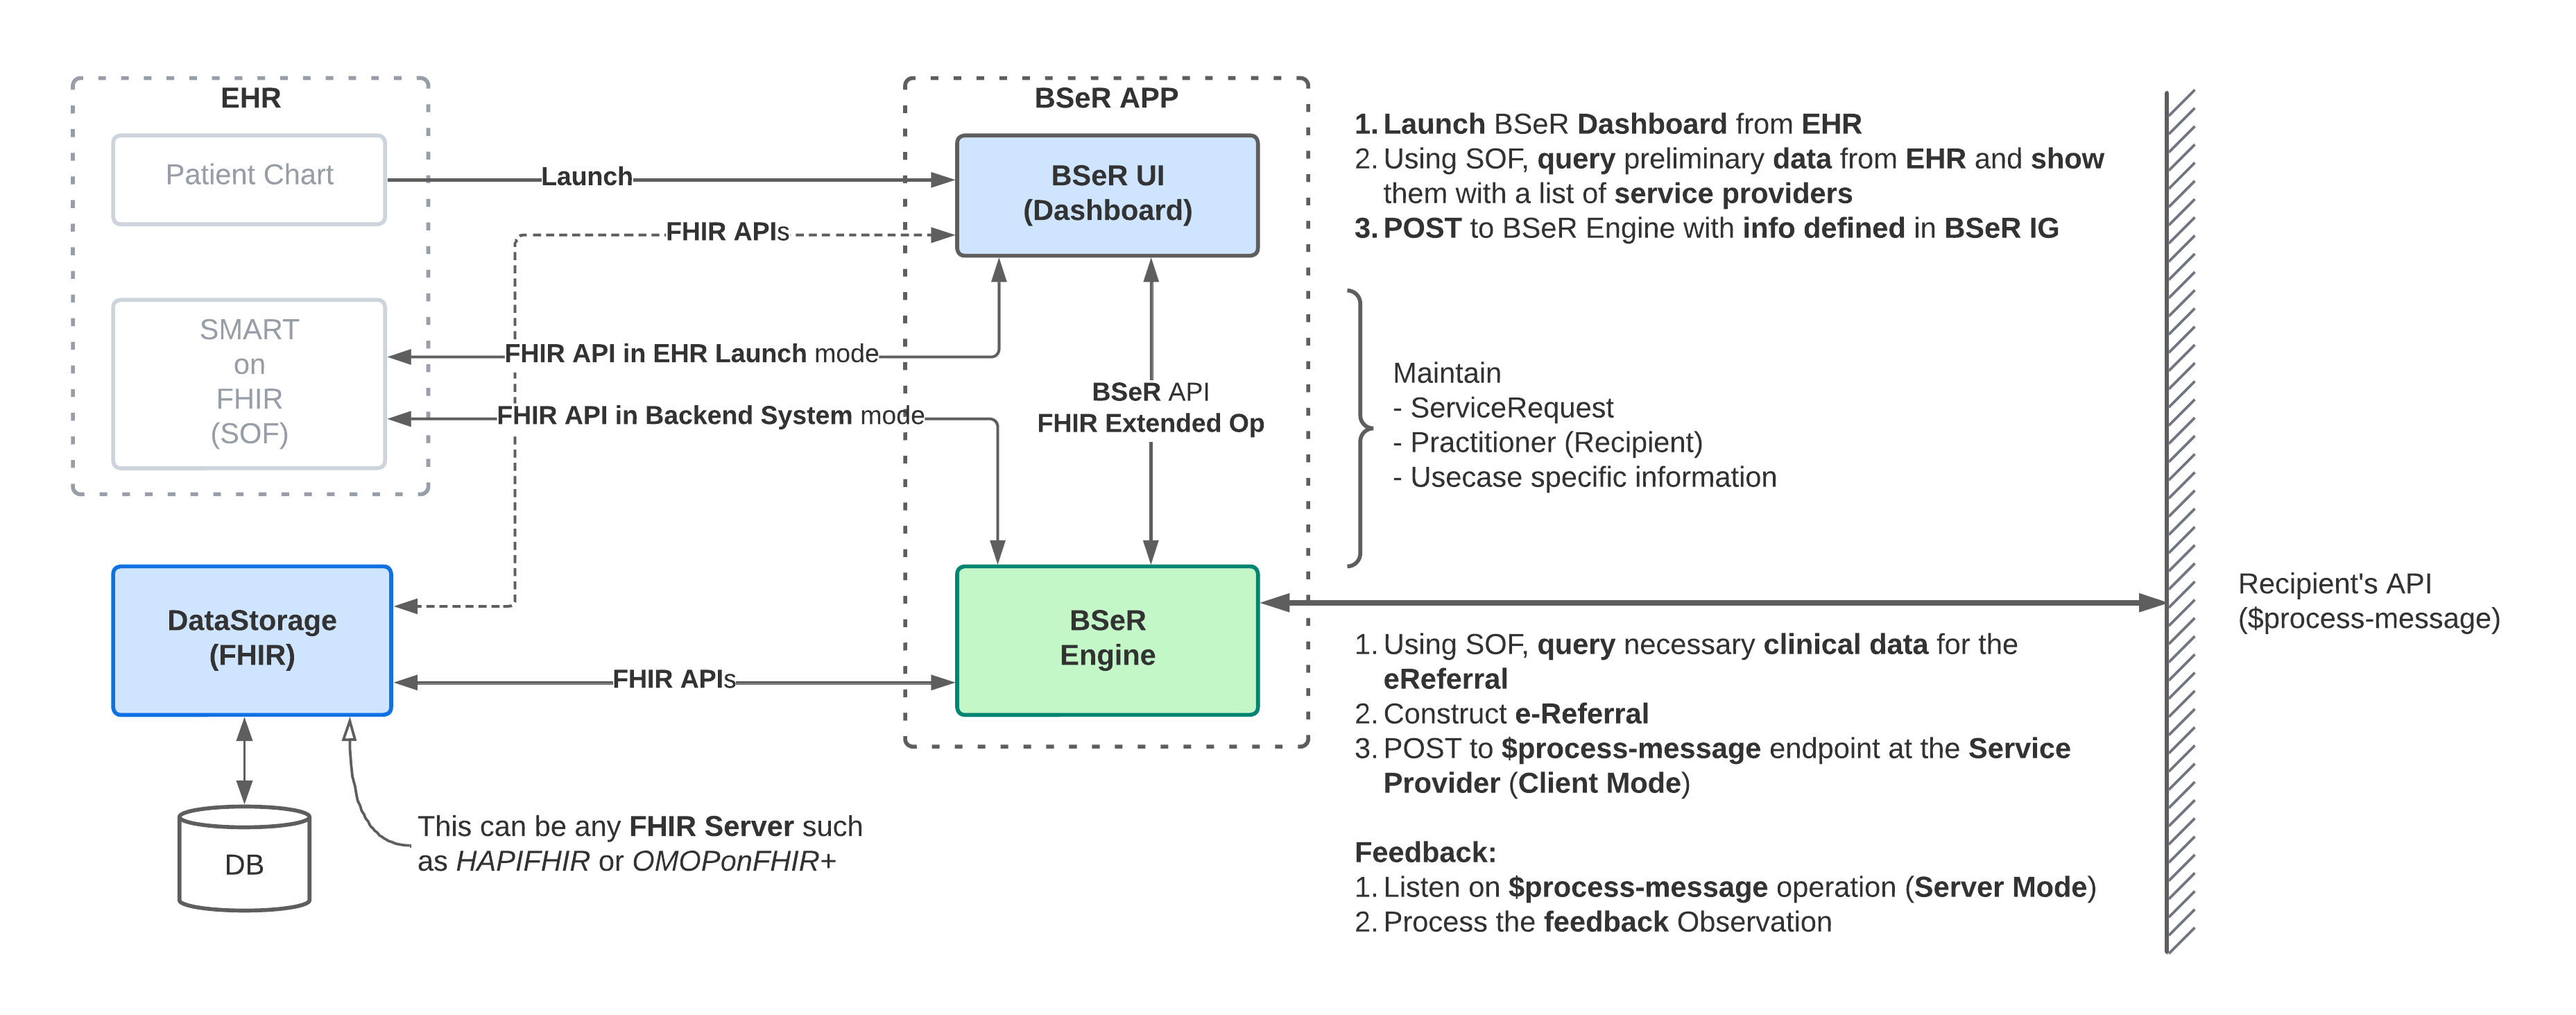 EHR
Patient Chart
SMART
on
FHIR
(SOF)
Launch
FHIR APIs
FHIR API in EHR Launch mode
FHIR API in Backend System mode
FHIR APIs
DataStorage
(FHIR)
DB
This can be any FHIR Server such
as HAPIFHIR or OMOPonFHIR+
BSeR APP
BSeR UI
(Dashboard)
BSeR API
FHIR Extended Op
BSeR
Engine
1. Launch BSeR Dashboard from EHR
2. Using SOF, query preliminary data from EHR and show
them with a list of service providers
3. POST to BSeR Engine with info defined in BSeR IG
Maintain
- ServiceRequest
- Practitioner (Recipient)
- Usecase specific information
1. Using SOF, query necessary clinical data for the
eReferral
2. Construct e-Referral
3. POST to $process-message endpoint at the Service
Provider (Client Mode)
Feedback:
1. Listen on $process-message operation (Server Mode)
2. Process the feedback Observation
Recipient's API
($process-message)